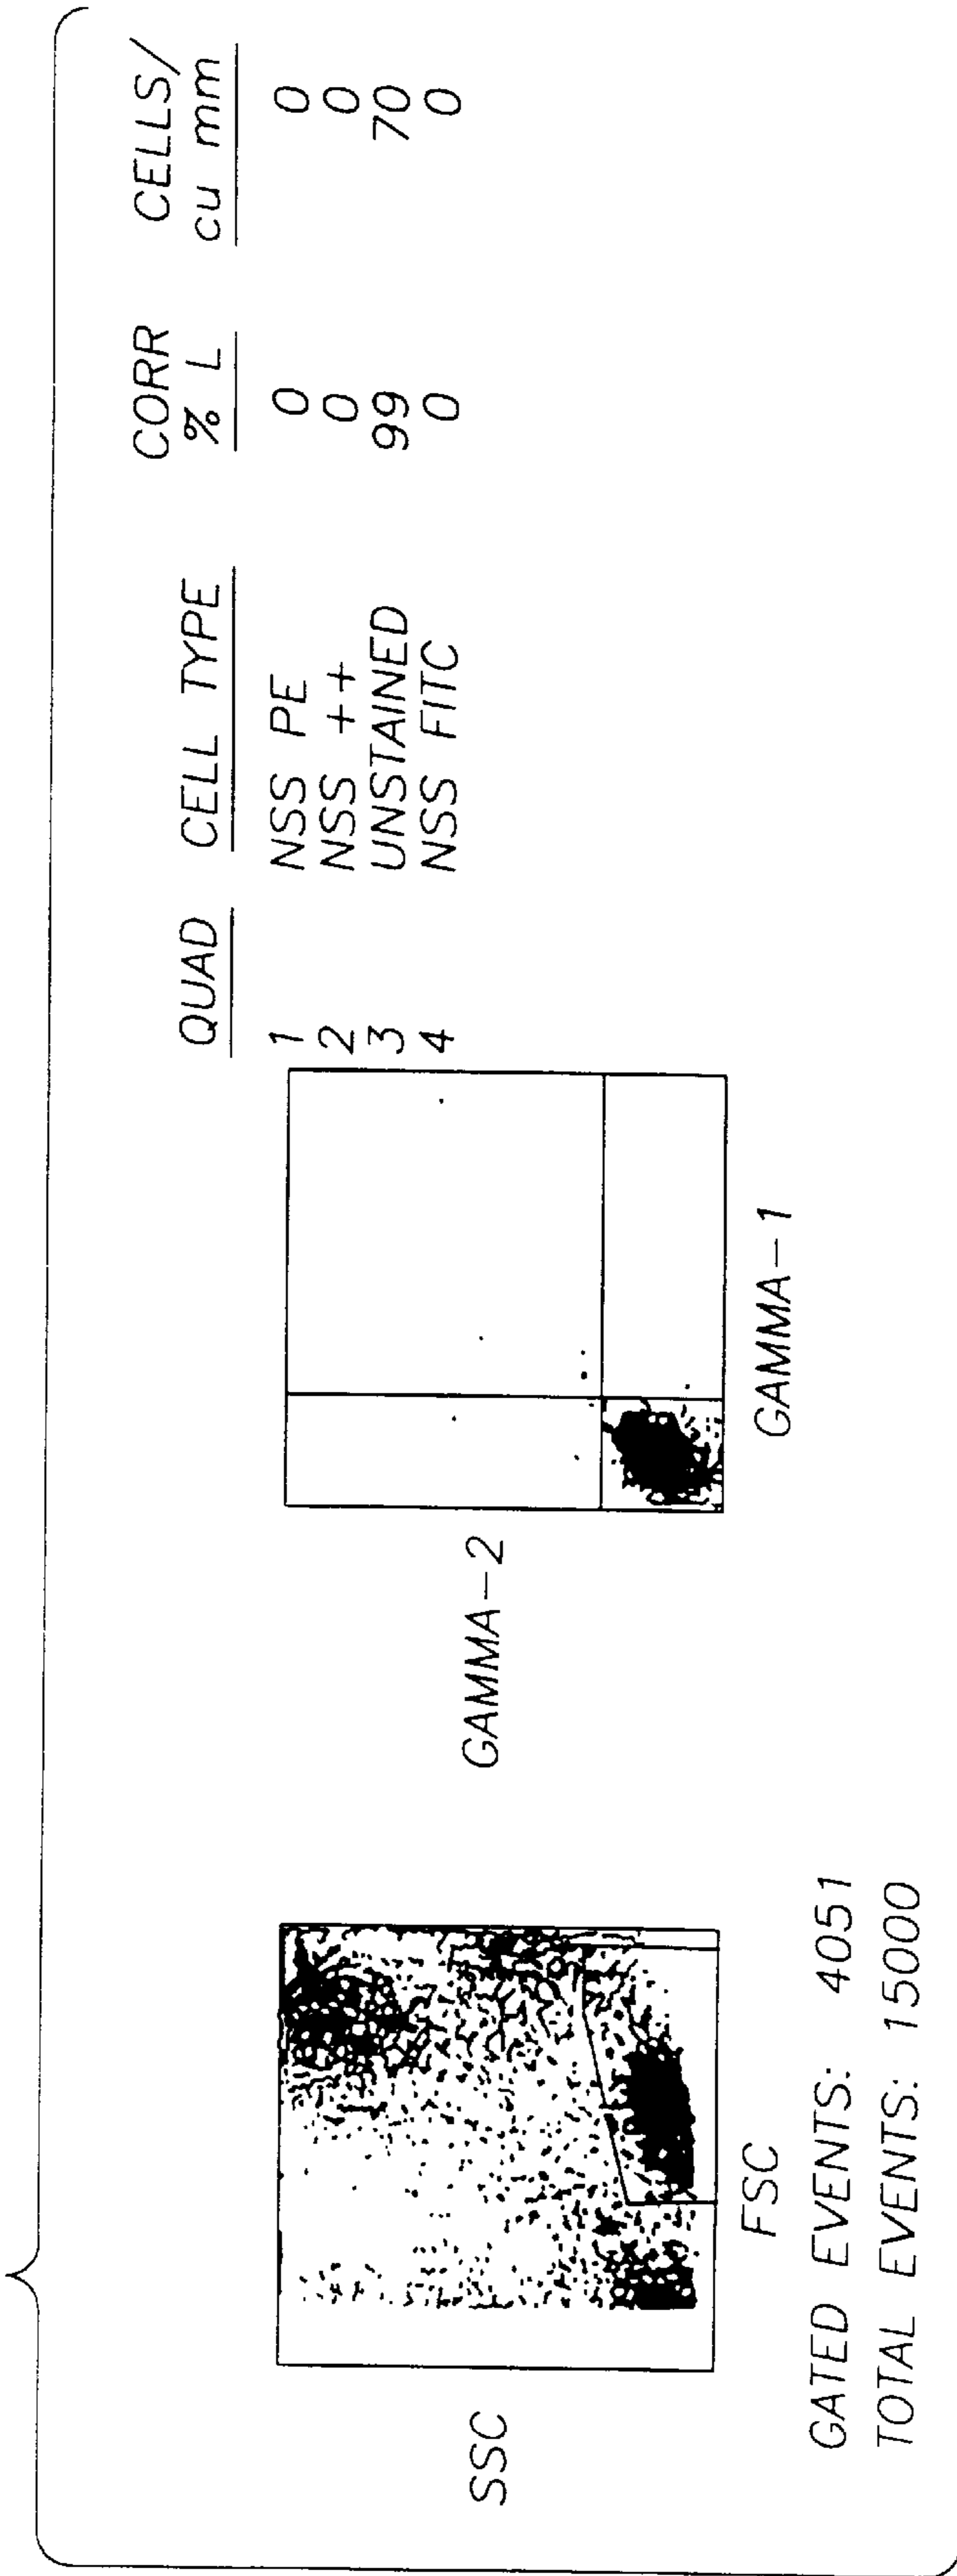 SSC
FSC
GATED EVENTS: 4051
TOTAL EVENTS: 15000
GAMMA-2
GAMMA-1
QUAD CELL TYPE CORR % L CELLS/ cu mm
1 NSS PE 0 0
2 NSS ++ 0 0
3 UNSTAINED 99 70
4 NSS FITC 0 0